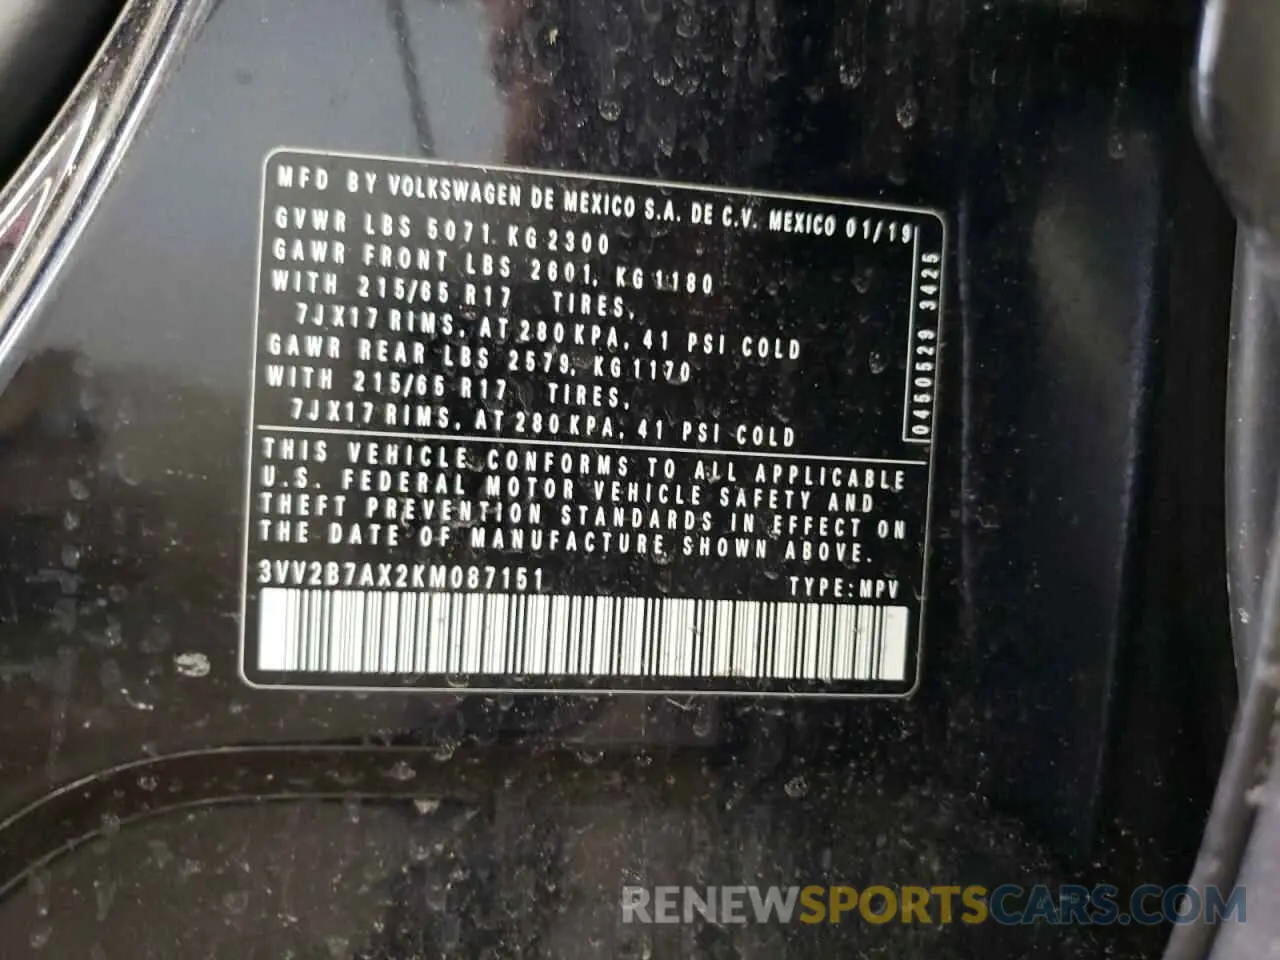 MFD BY VOLKSWAGEN DE MEXICO S.A. DE C.V. MEXICO 01/19
GVWR LBS 5071. KG 2300
GAWR FRONT LBS 2601, KG 1180
WITH 215/65 R17 TIRES,
7JX17 RIMS, AT 280 KPA, 41 PSI COLD
GAWR REAR LBS 2579, KG 1170
WITH 215/65 R17 TIRES,
7JX17 RIMS, AT 280 KPA, 41 PSI COLD
0450529 3425
THIS VEHICLE CONFORMS TO ALL APPLICABLE
U.S. FEDERAL MOTOR VEHICLE SAFETY AND
THEFT PREVENTION STANDARDS IN EFFECT ON
THE DATE OF MANUFACTURE SHOWN ABOVE.
3VV2B7AX2KM087151 TYPE: MPV
RENEWSPORTSCARS.COM